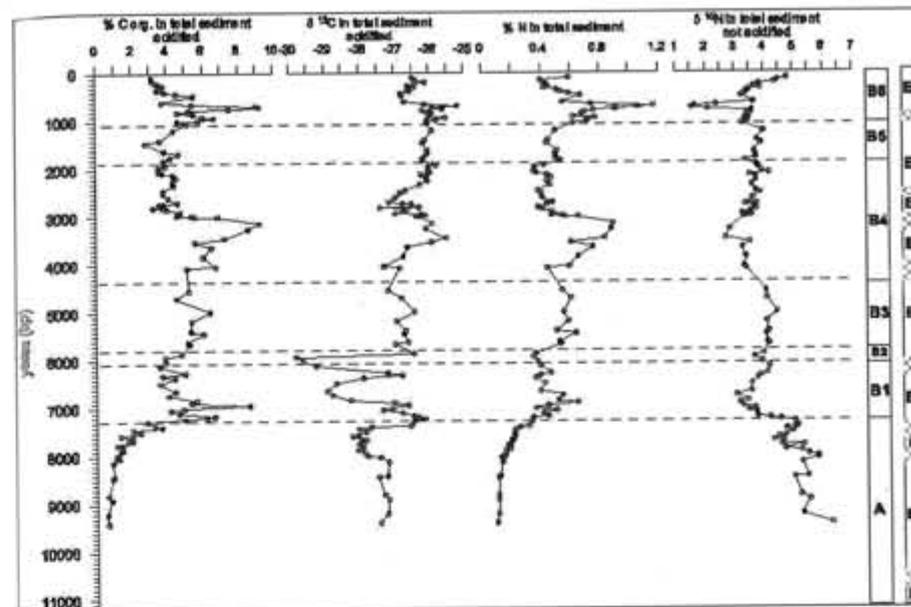 % C org. in total sediment
acidified
δ 13C in total sediment
acidified
% N in total sediment
δ 15N in total sediment
not acidified
0 2 4 6 8 10
-30 -29 -28 -27 -26 -25
0 0.4 0.8 1.2
1 2 3 4 5 6 7
years (bp)
0
1000
2000
3000
4000
5000
6000
7000
8000
9000
10000
11000
B6
B5
B4
B3
B2
B1
A